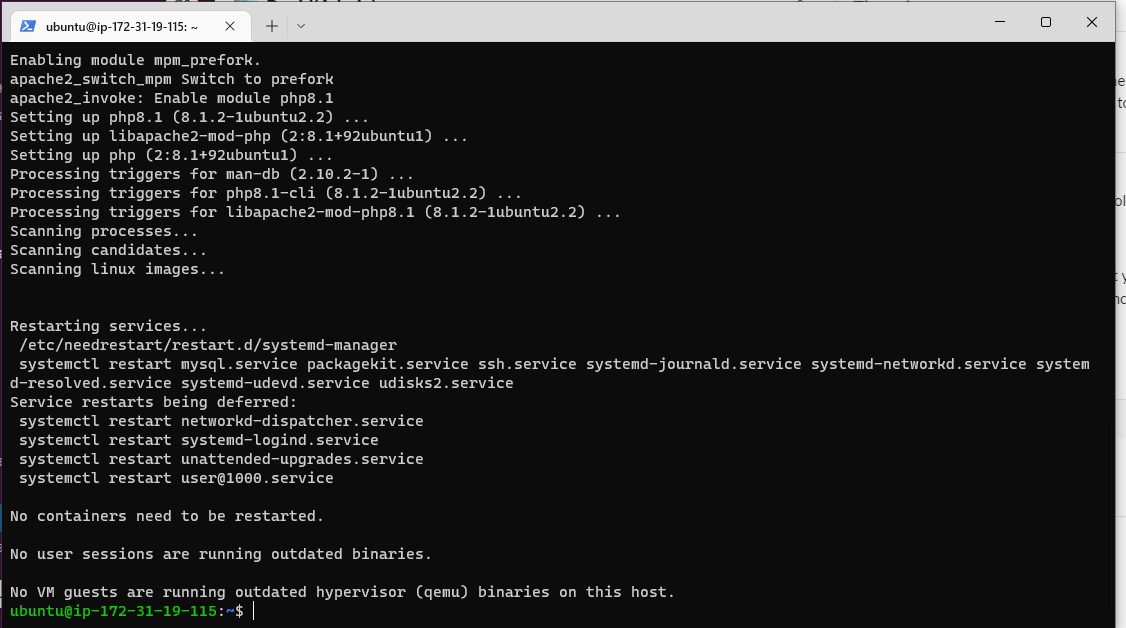 ubuntu@ip-172-31-19-115: ~
Enabling module mpm_prefork.
apache2_switch_mpm Switch to prefork
apache2_invoke: Enable module php8.1
Setting up php8.1 (8.1.2-1ubuntu2.2) ...
Setting up libapache2-mod-php (2:8.1+92ubuntu1) ...
Setting up php (2:8.1+92ubuntu1) ...
Processing triggers for man-db (2.10.2-1) ...
Processing triggers for php8.1-cli (8.1.2-1ubuntu2.2) ...
Processing triggers for libapache2-mod-php8.1 (8.1.2-1ubuntu2.2) ...
Scanning processes...
Scanning candidates...
Scanning linux images...
Restarting services...
/etc/needrestart/restart.d/systemd-manager
systemctl restart mysql.service packagekit.service ssh.service systemd-journald.service systemd-networkd.service system
d-resolved.service systemd-udevd.service udisks2.service
Service restarts being deferred:
systemctl restart networkd-dispatcher.service
systemctl restart systemd-logind.service
systemctl restart unattended-upgrades.service
systemctl restart user@1000.service
No containers need to be restarted.
No user sessions are running outdated binaries.
No VM guests are running outdated hypervisor (qemu) binaries on this host.
ubuntu@ip-172-31-19-115:~$